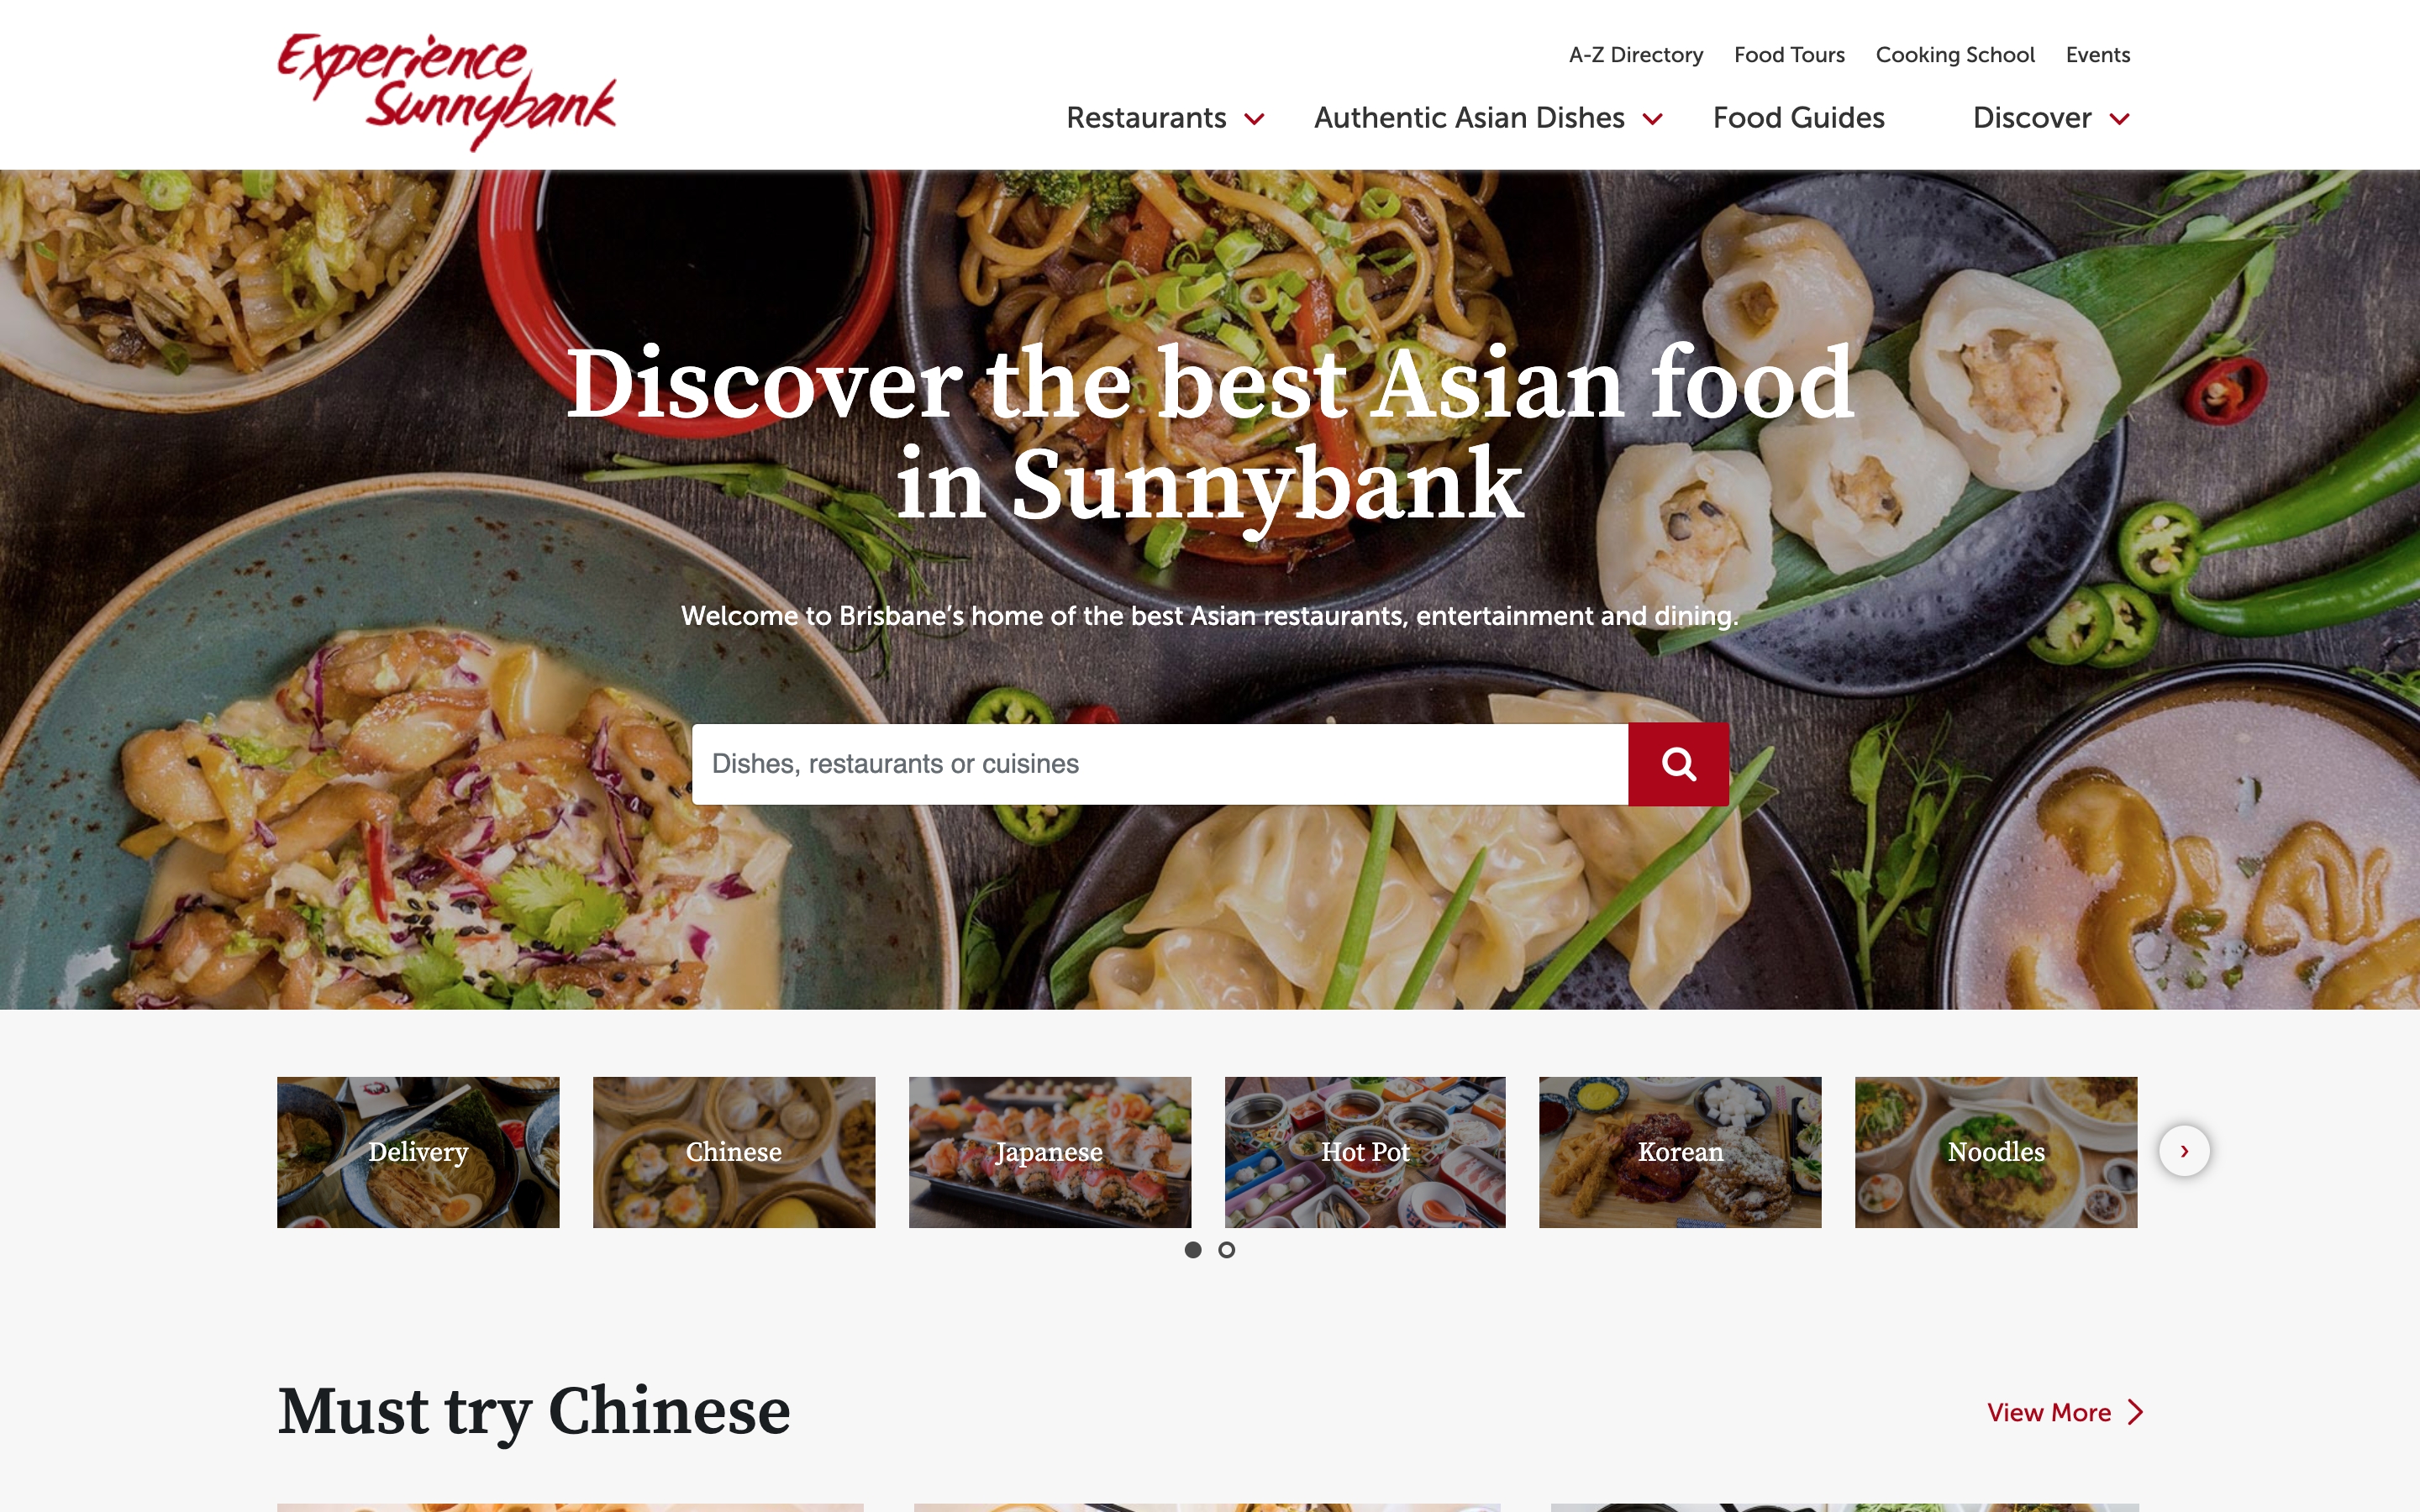 Experience
Sunnybank
A-Z Directory Food Tours Cooking School Events
Restaurants Authentic Asian Dishes Food Guides Discover
Discover the best Asian food
in Sunnybank
Welcome to Brisbane’s home of the best Asian restaurants, entertainment and dining.
Dishes, restaurants or cuisines
Delivery Chinese Japanese Hot Pot Korean Noodles
Must try Chinese
View More